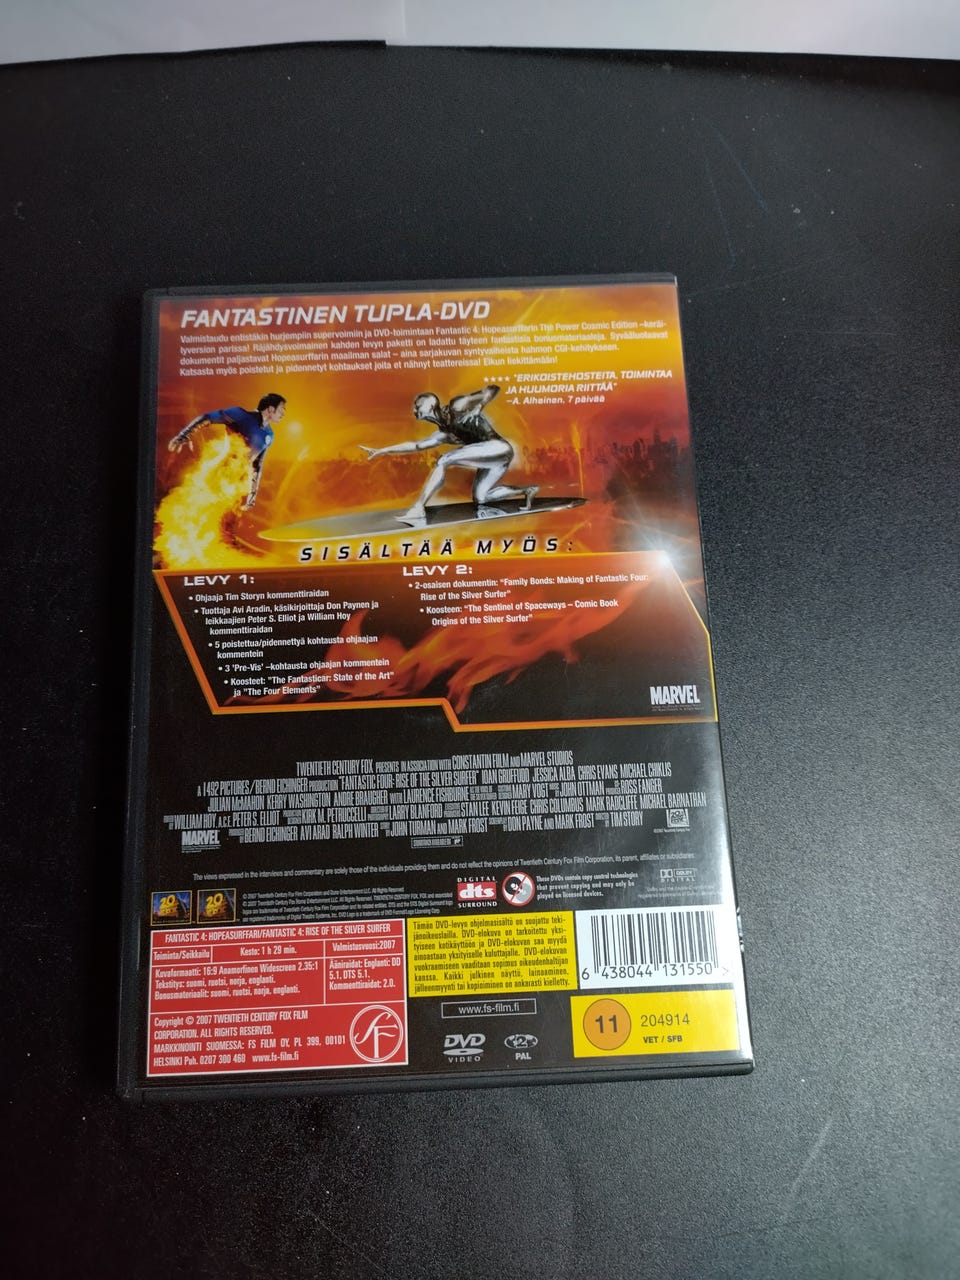 FANTASTINEN TUPLA-DVD
Valmistaudu entistäkin hurjempiin supervoimiin ja DVD-toimintaan Fantastic 4: Hopeasurffarin The Power Cosmic Edition –keräi-
tyversion parissa! Räjähdysvoimainen kahden levyn paketti on ladattu täyteen fantastisia bonusmateriaaleja. Syväluotaavat
dokumentit paljastavat Hopeasurffarin maailman salat – aina sarjakuvan syntyvaiheista hahmon CGI-kehitykseen.
Katsasta myös poistetut ja pidennetyt kohtaukset joita et nähnyt teattereissa! Eikun liekittämään!
★★★★ "ERIKOISTEHOSTEITA, TOIMINTAA
JA HUUMORIA RIITTÄÄ"
–A. Alhainen, 7 päivää
SISÄLTÄÄ MYÖS:
LEVY 1:
• Ohjaaja Tim Storyn kommenttiraidan
• Tuottaja Avi Aradin, käsikirjoittaja Don Paynen ja
leikkaajien Peter S. Elliot ja William Hoy
kommenttiraidan
• 5 poistettua/pidennettyä kohtausta ohjaajan
kommentein
• 3 'Pre-Vis' –kohtausta ohjaajan kommentein
• Koosteet: "The Fantasticar: State of the Art"
ja "The Four Elements"
LEVY 2:
• 2-osaisen dokumentin: "Family Bonds: Making of Fantastic Four:
Rise of the Silver Surfer"
• Koosteen: "The Sentinel of Spaceways – Comic Book
Origins of the Silver Surfer"
MARVEL
TWENTIETH CENTURY FOX PRESENTS IN ASSOCIATION WITH CONSTANTIN FILM AND MARVEL STUDIOS
A 1492 PICTURES/BERND EICHINGER PRODUCTION "FANTASTIC FOUR: RISE OF THE SILVER SURFER" IOAN GRUFFUDD JESSICA ALBA CHRIS EVANS MICHAEL CHIKLIS
JULIAN McMAHON KERRY WASHINGTON ANDRE BRAUGHER WITH LAURENCE FISHBURNE MARY VOGT JOHN OTTMAN ROSS FANGER
WILLIAM HOY A.C.E. PETER S. ELLIOT KIRK M. PETRUCCELLI LARRY BLANFORD STAN LEE KEVIN FEIGE CHRIS COLUMBUS MARK RADCLIFFE MICHAEL BARNATHAN
MARVEL BERND EICHINGER AVI ARAD RALPH WINTER JOHN TURMAN AND MARK FROST DON PAYNE AND MARK FROST TIM STORY
SOUNDTRACK AVAILABLE ON
The views expressed in the interviews and commentary are solely those of the individuals providing them and do not reflect the opinions of Twentieth Century Fox Film Corporation, its parent, affiliates or subsidiaries.
DIGITAL
dts
SURROUND
These DVDs contain copy control technologies
that prevent copying and may only be
played on licensed devices.
DOLBY
DIGITAL
FANTASTIC 4: HOPEASURFFARI/FANTASTIC 4: RISE OF THE SILVER SURFER
Toiminta/Seikkailu
Kesto: 1 h 28 min.
Valmistusvuosi:2007
Kuvaformaatti: 16:9 Anamorfinen Widescreen 2.35:1
Tekstitys: suomi, ruotsi, norja, englanti.
Bonusmateriaalit: suomi, ruotsi, norja, englanti.
Ääniraidat: Englanti: DD
5.1, DTS 5.1.
Kommenttiraidat: 2.0.
Copyright © 2007 TWENTIETH CENTURY FOX FILM
CORPORATION. ALL RIGHTS RESERVED.
MARKKINOINTI SUOMESSA: FS FILM OY, PL 399, 00101
HELSINKI Puh. 0207 300 460 www.fs-film.fi
Tämän DVD-levyn ohjelmasisältö on suojattu teki-
jänoikeuslailla. DVD-elokuva on tarkoitettu yksi-
tyiseen kotikäyttöön ja DVD-elokuvan saa myydä
ainoastaan yksityiselle kuluttajalle. DVD-elokuvan
vuokraamiseen vaaditaan sopimus oikeudenhaltijan
kanssa. Kaikki julkinen näyttö, lainaaminen,
jälleenmyynti tai kopioiminen on ankarasti kielletty.
www.fs-film.fi
DVD
VIDEO
2
PAL
6 438044 131550 >
11
204914
VET / SFB